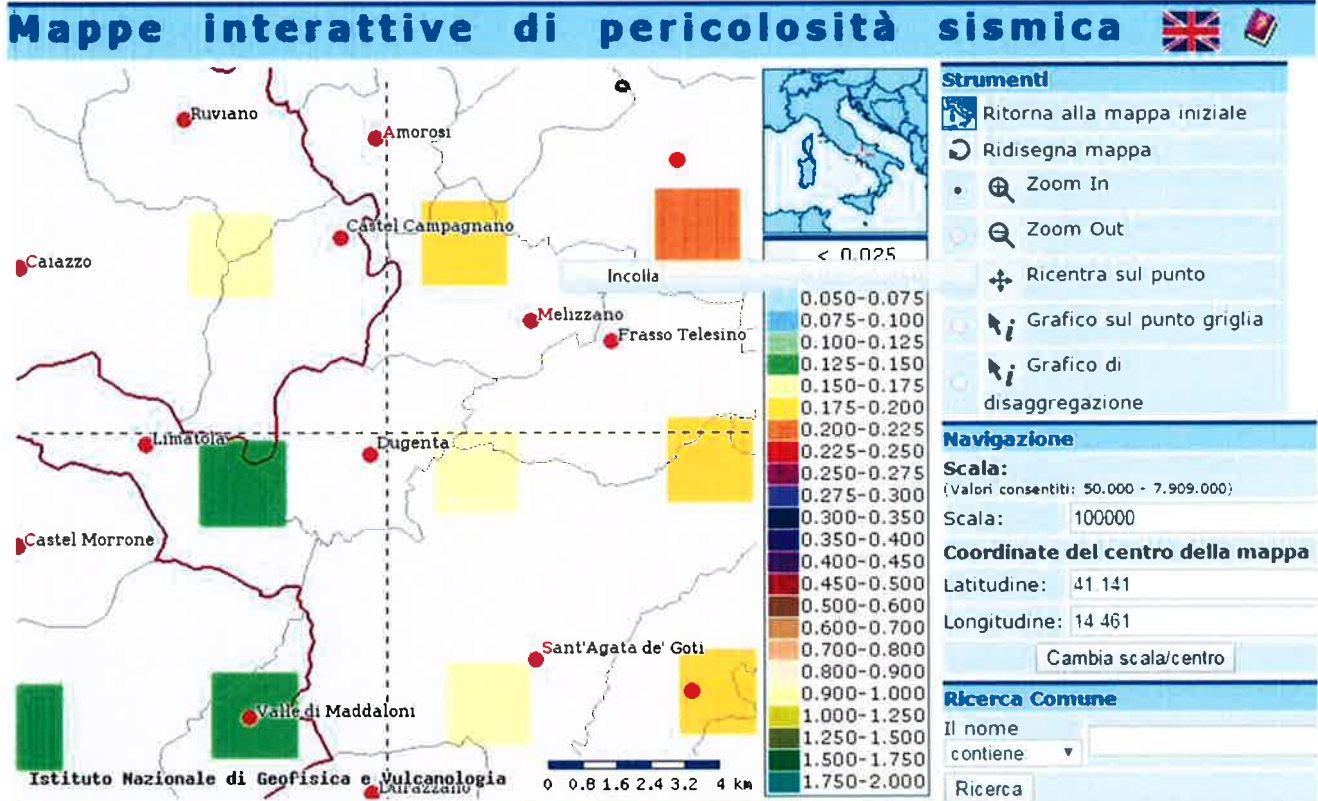 Mappe interattive di pericolosità sismica
Ruviano
Amorosi
Castel Campagnano
Caiazzo
Incolla
Melizzano
Frasso Telesino
Limatola
Dugenta
Castel Morrone
Sant'Agata de' Goti
Valle di Maddaloni
Istituto Nazionale di Geofisica e Vulcanologia
Durazzano
0 0.8 1.6 2.4 3.2 4 km
< 0.025
0.050-0.075
0.075-0.100
0.100-0.125
0.125-0.150
0.150-0.175
0.175-0.200
0.200-0.225
0.225-0.250
0.250-0.275
0.275-0.300
0.300-0.350
0.350-0.400
0.400-0.450
0.450-0.500
0.500-0.600
0.600-0.700
0.700-0.800
0.800-0.900
0.900-1.000
1.000-1.250
1.250-1.500
1.500-1.750
1.750-2.000
Strumenti
Ritorna alla mappa iniziale
Ridisegna mappa
Zoom In
Zoom Out
Ricentra sul punto
Grafico sul punto griglia
Grafico di
disaggregazione
Navigazione
Scala:
(Valori consentiti: 50.000 - 7.909.000)
Scala: 100000
Coordinate del centro della mappa
Latitudine: 41.141
Longitudine: 14.461
Cambia scala/centro
Ricerca Comune
Il nome
contiene
Ricerca